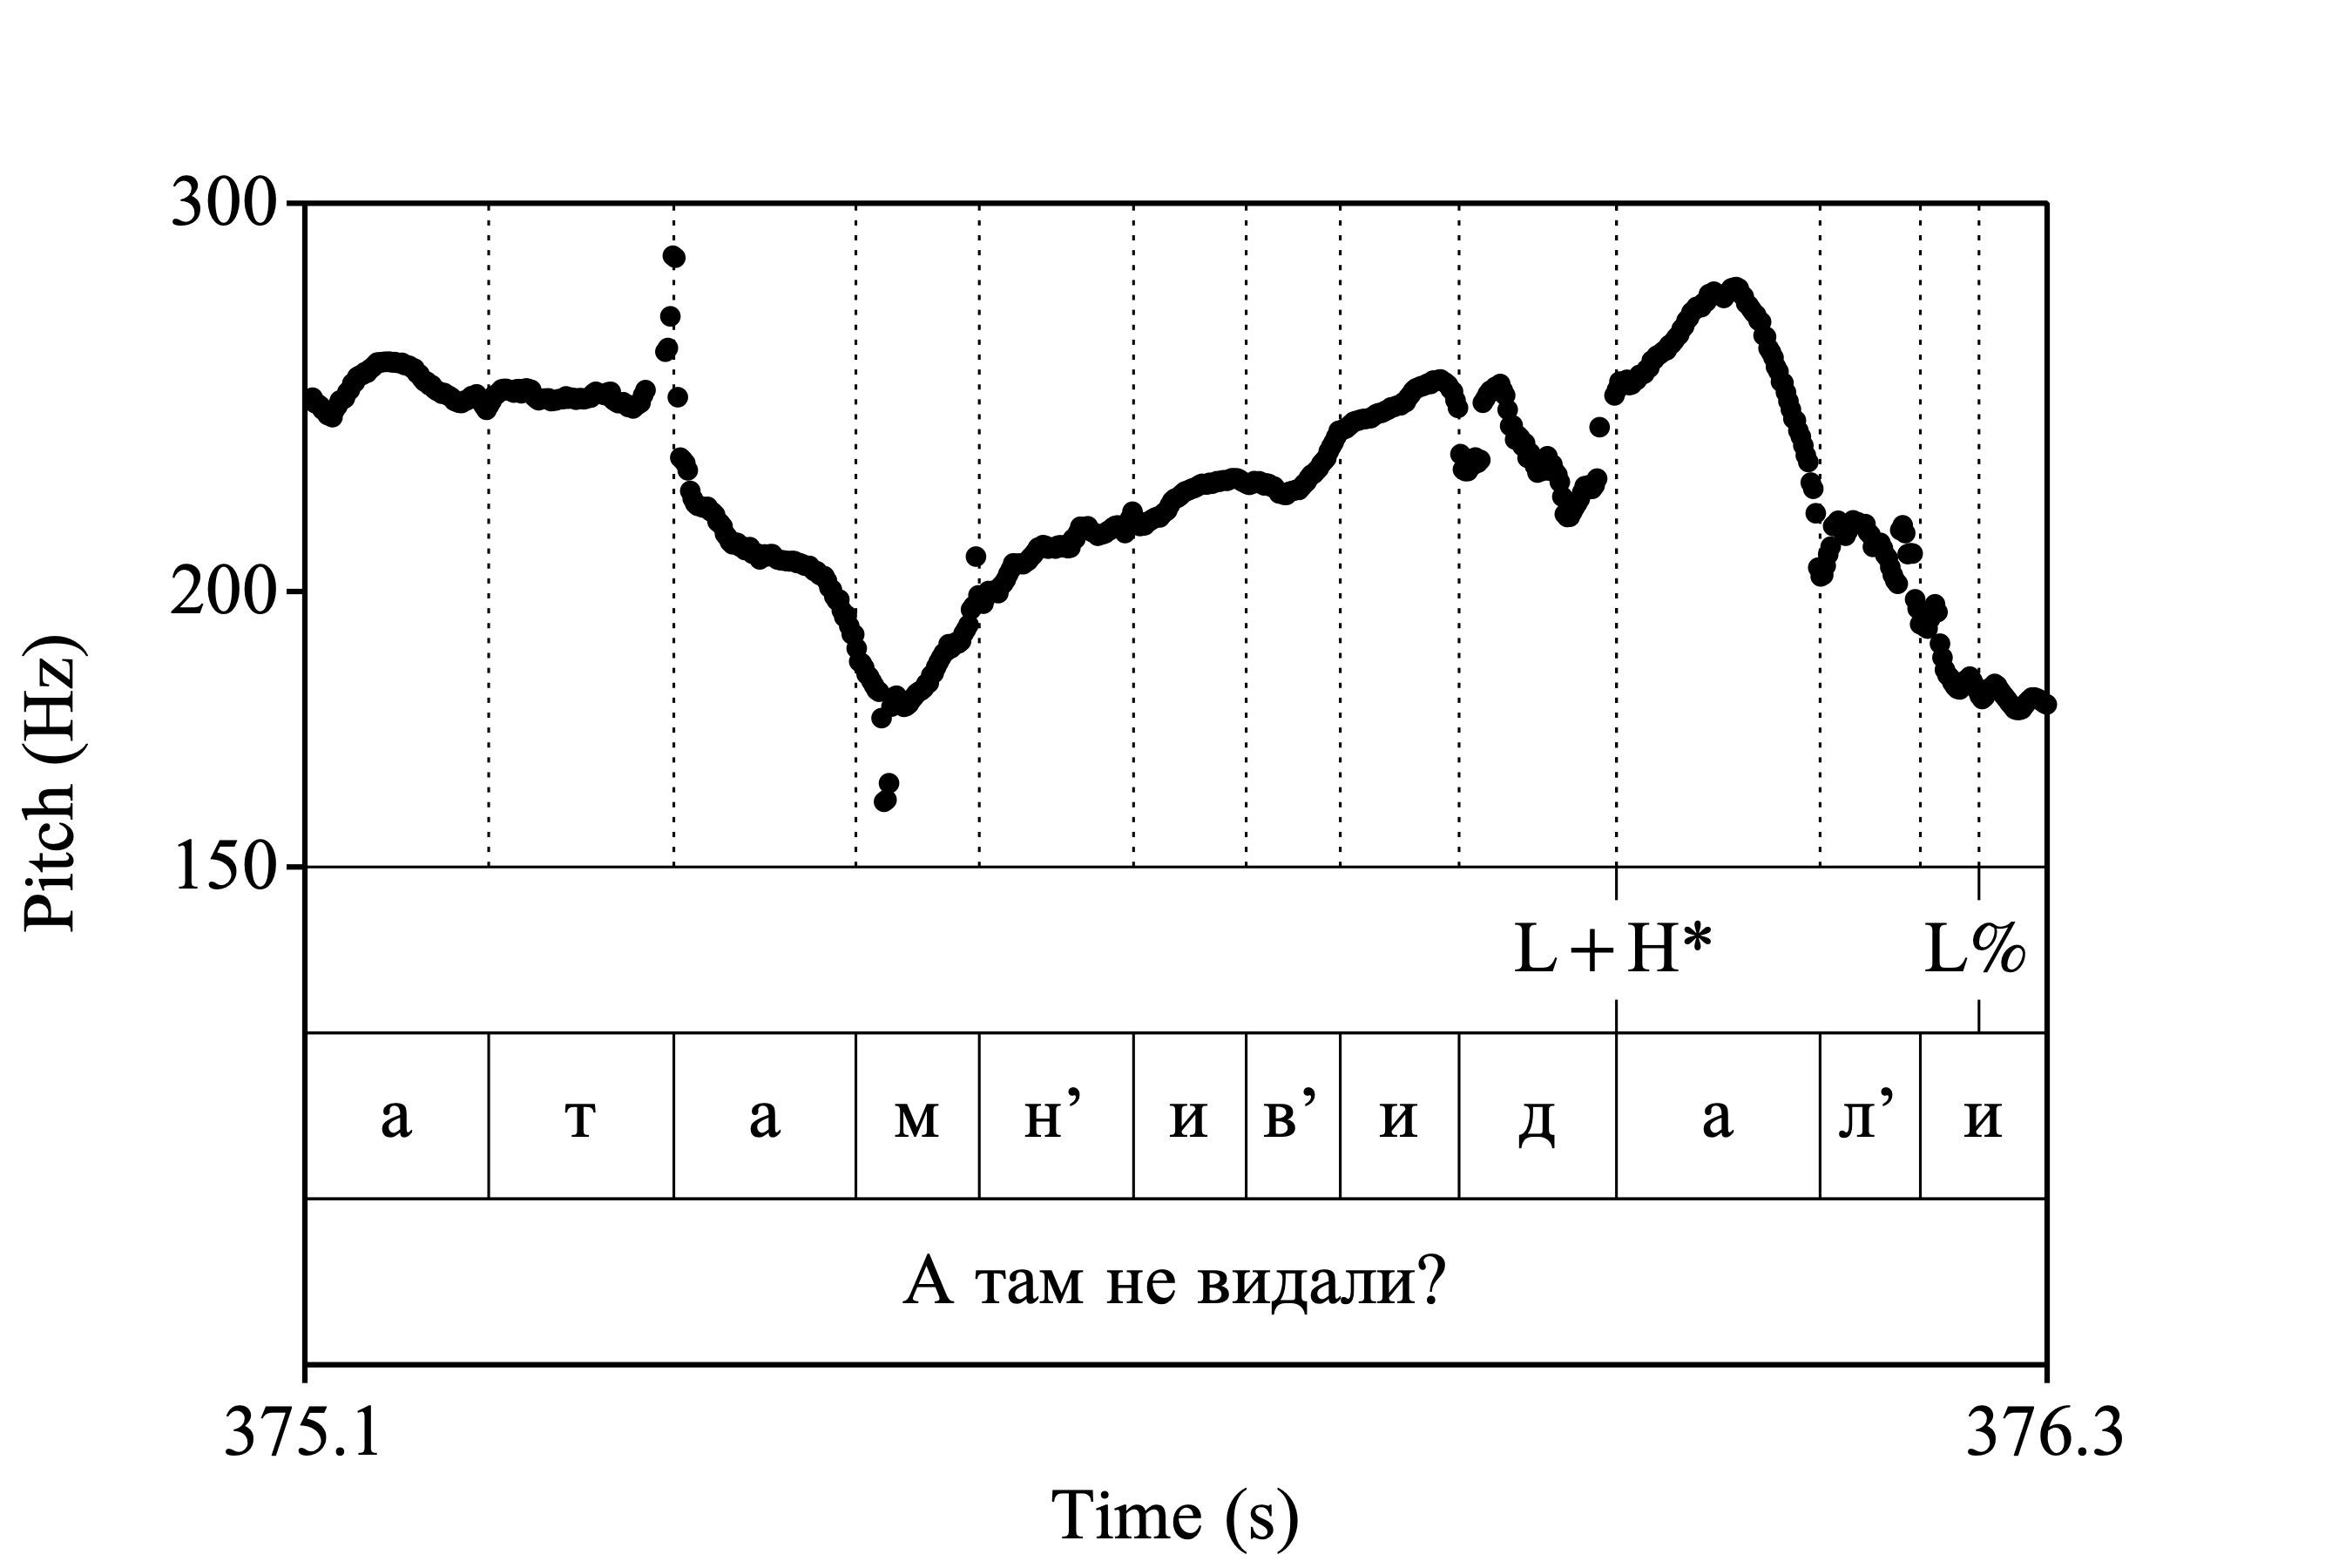 300
200
150
Pitch (Hz)
L + H* L%
а т а м н’ и в’ и д а л’ и
А там не видали?
375.1 376.3
Time (s)